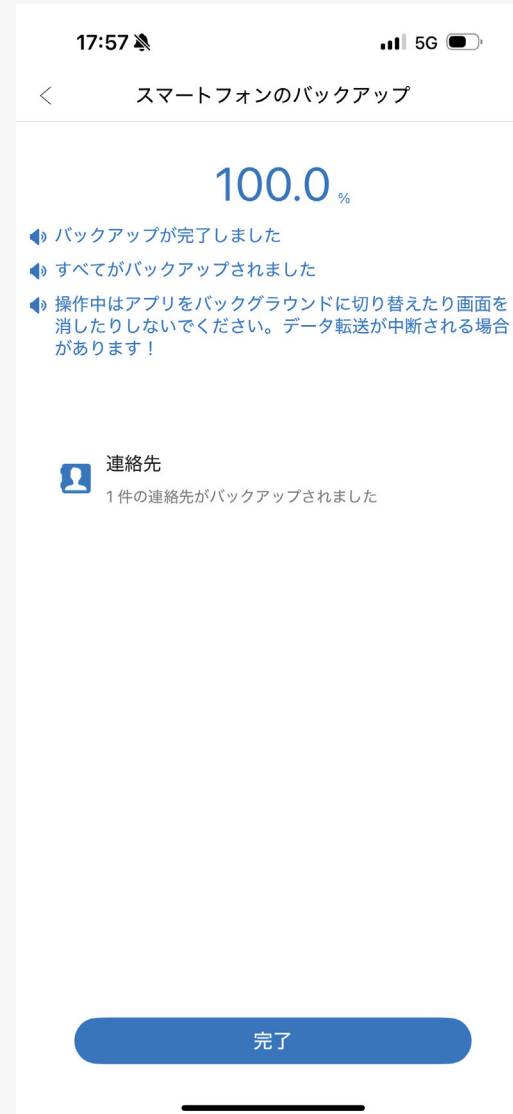 17:57
5G
スマートフォンのバックアップ
100.0 %
バックアップが完了しました
すべてがバックアップされました
操作中はアプリをバックグラウンドに切り替えたり画面を
消したりしないでください。データ転送が中断される場合
があります！
連絡先
1 件の連絡先がバックアップされました
完了